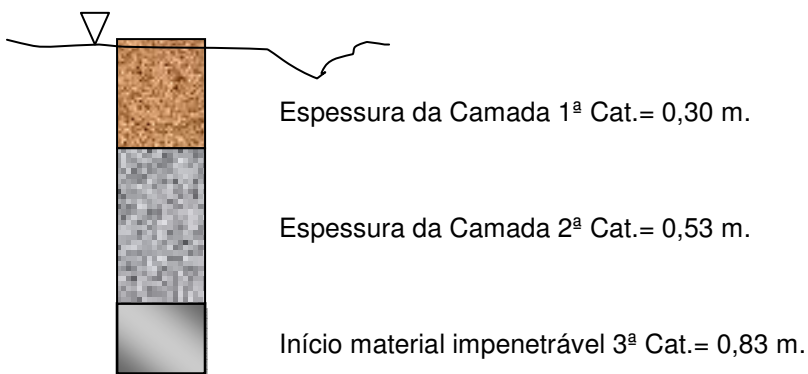 Espessura da Camada 1ª Cat.= 0,30 m.
Espessura da Camada 2ª Cat.= 0,53 m.
Início material impenetrável 3ª Cat.= 0,83 m.